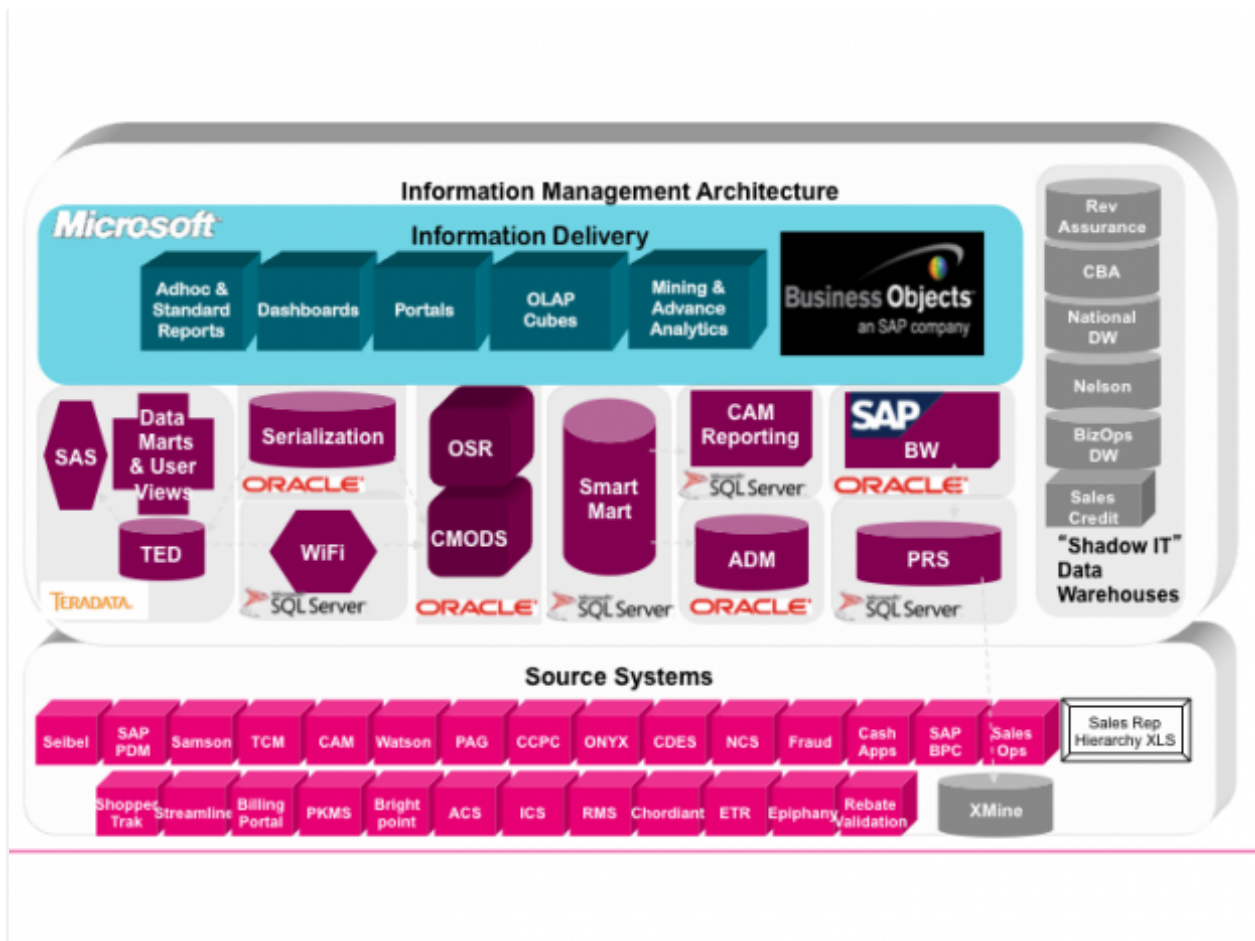 Information Management Architecture
Microsoft
Information Delivery
Adhoc &
Standard
Reports
Dashboards
Portals
OLAP
Cubes
Mining &
Advance
Analytics
Business Objects
an SAP company
Rev
Assurance
CBA
National
DW
Nelson
BizOps
DW
Sales
Credit
"Shadow IT"
Data
Warehouses
SAS
Data
Marts
& User
Views
TED
TERADATA
Serialization
ORACLE
WiFi
Microsoft
SQL Server
OSR
CMODS
ORACLE
Smart
Mart
Microsoft
SQL Server
CAM
Reporting
Microsoft
SQL Server
ADM
ORACLE
SAP
BW
ORACLE
PRS
Microsoft
SQL Server
Source Systems
Seibel
SAP
PDM
Samson
TCM
CAM
Watson
PAG
CCPC
ONYX
CDES
NCS
Fraud
Cash
Apps
SAP
BPC
Sales
Ops
Sales Rep
Hierarchy XLS
Shopper
Trak
Streamline
Billing
Portal
PKMS
Bright
point
ACS
ICS
RMS
Chordiant
ETR
Epiphany
Rebate
Validation
XMine